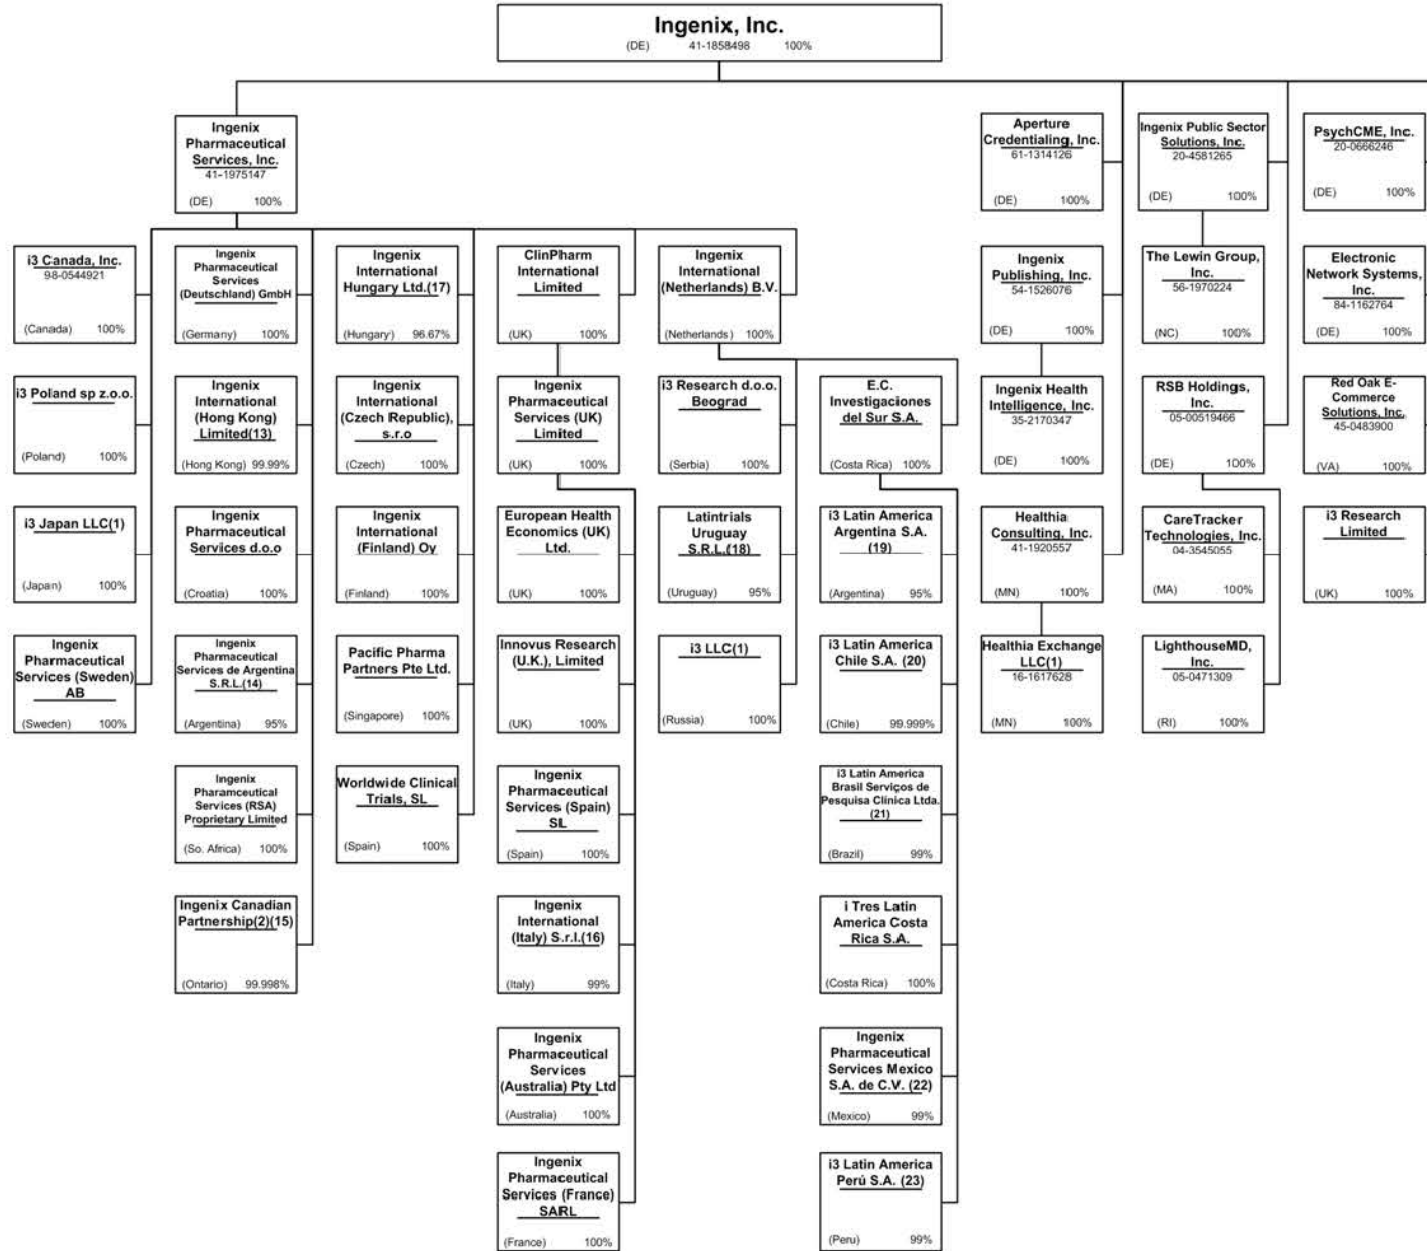 Ingenix, Inc.
(DE) 41-1858498 100%
Ingenix
Pharmaceutical
Services, Inc.
41-1975147
(DE) 100%
Aperture
Credentialing, Inc.
61-1314126
(DE) 100%
Ingenix Public Sector
Solutions, Inc.
20-4581265
(DE) 100%
PsychCME, Inc.
20-0666246
(DE) 100%
i3 Canada, Inc.
98-0544921
(Canada) 100%
Ingenix
Pharmaceutical
Services
(Deutschland) GmbH
(Germany) 100%
Ingenix
International
Hungary Ltd.(17)
(Hungary) 96.67%
ClinPharm
International
Limited
(UK) 100%
Ingenix
International
(Netherlands) B.V.
(Netherlands) 100%
Ingenix
Publishing, Inc.
54-1526076
(DE) 100%
The Lewin Group,
Inc.
56-1970224
(NC) 100%
Electronic
Network Systems,
Inc.
84-1162764
(DE) 100%
i3 Poland sp z.o.o.
(Poland) 100%
Ingenix
International
(Hong Kong)
Limited(13)
(Hong Kong) 99.99%
Ingenix
International
(Czech Republic),
s.r.o
(Czech) 100%
Ingenix
Pharmaceutical
Services (UK)
Limited
(UK) 100%
i3 Research d.o.o.
Beograd
(Serbia) 100%
E.C.
Investigaciones
del Sur S.A.
(Costa Rica) 100%
Ingenix Health
Intelligence, Inc.
35-2170347
(DE) 100%
RSB Holdings,
Inc.
05-00519466
(DE) 100%
Red Oak E-
Commerce
Solutions, Inc.
45-0483900
(VA) 100%
i3 Japan LLC(1)
(Japan) 100%
Ingenix
Pharmaceutical
Services d.o.o
(Croatia) 100%
Ingenix
International
(Finland) Oy
(Finland) 100%
European Health
Economics (UK)
Ltd.
(UK) 100%
Latintrials
Uruguay
S.R.L.(18)
(Uruguay) 95%
i3 Latin America
Argentina S.A.
(19)
(Argentina) 95%
Healthia
Consulting, Inc.
41-1920557
(MN) 100%
CareTracker
Technologies, Inc.
04-3545055
(MA) 100%
i3 Research
Limited
(UK) 100%
Ingenix
Pharmaceutical
Services (Sweden)
AB
(Sweden) 100%
Ingenix
Pharmaceutical
Services de Argentina
S.R.L.(14)
(Argentina) 95%
Pacific Pharma
Partners Pte Ltd.
(Singapore) 100%
Innovus Research
(U.K.), Limited
(UK) 100%
i3 LLC(1)
(Russia) 100%
i3 Latin America
Chile S.A. (20)
(Chile) 99.999%
Healthia Exchange
LLC(1)
16-1617628
(MN) 100%
LighthouseMD,
Inc.
05-0471309
(RI) 100%
Ingenix
Pharamceutical
Services (RSA)
Proprietary Limited
(So. Africa) 100%
Worldwide Clinical
Trials, SL
(Spain) 100%
Ingenix
Pharmaceutical
Services (Spain)
SL
(Spain) 100%
i3 Latin America
Brasil Serviços de
Pesquisa Clínica Ltda.
(21)
(Brazil) 99%
Ingenix Canadian
Partnership(2)(15)
(Ontario) 99.998%
Ingenix
International
(Italy) S.r.l.(16)
(Italy) 99%
i Tres Latin
America Costa
Rica S.A.
(Costa Rica) 100%
Ingenix
Pharmaceutical
Services
(Australia) Pty Ltd
(Australia) 100%
Ingenix
Pharmaceutical
Services Mexico
S.A. de C.V. (22)
(Mexico) 99%
Ingenix
Pharmaceutical
Services (France)
SARL
(France) 100%
i3 Latin America
Perú S.A. (23)
(Peru) 99%